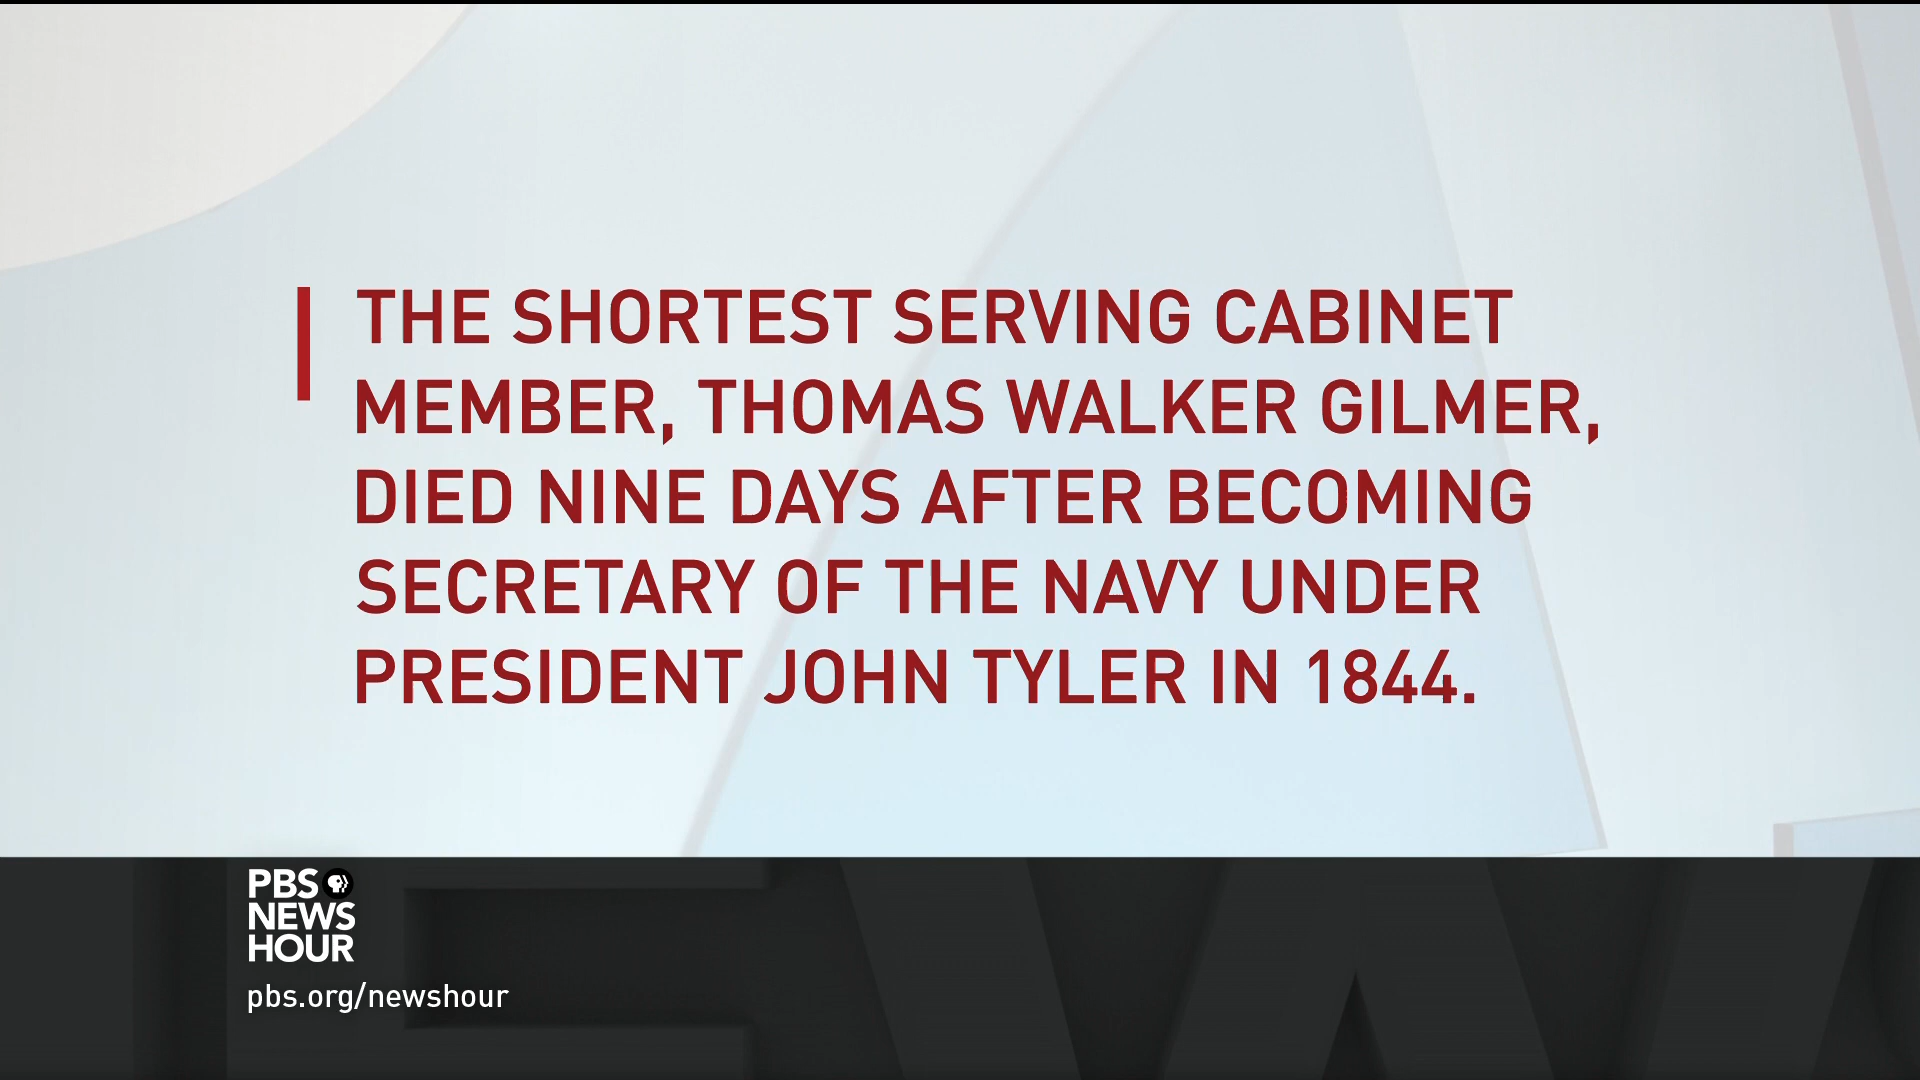 THE SHORTEST SERVING CABINET
MEMBER, THOMAS WALKER GILMER,
DIED NINE DAYS AFTER BECOMING
SECRETARY OF THE NAVY UNDER
PRESIDENT JOHN TYLER IN 1844.
PBS
NEWS
HOUR
pbs.org/newshour